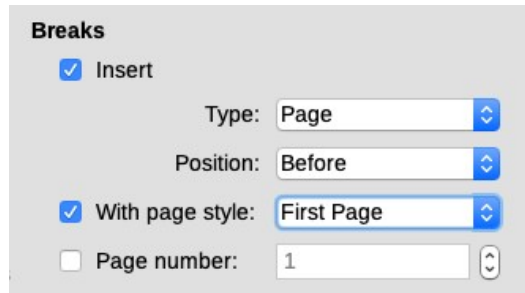 Breaks
Insert
Type: Page
Position: Before
With page style: First Page
Page number: 1